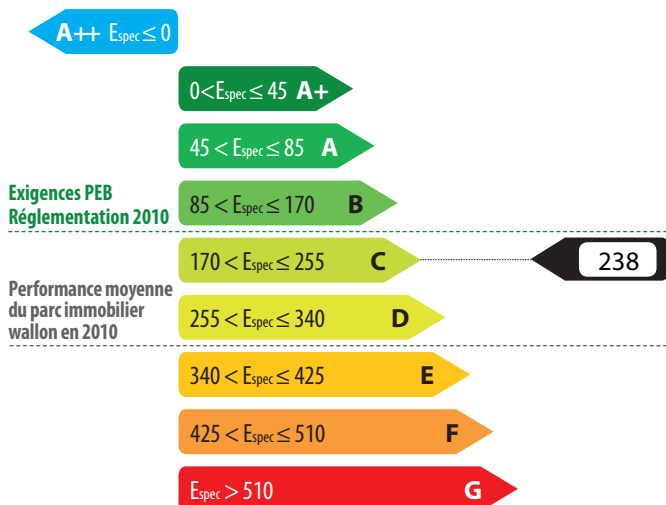 A++ Espec ≤ 0
0<Espec ≤ 45 A+
45 < Espec ≤ 85 A
Exigences PEB
Réglementation 2010
85 < Espec ≤ 170 B
170 < Espec ≤ 255 C
238
Performance moyenne
du parc immobilier
wallon en 2010
255 < Espec ≤ 340 D
340 < Espec ≤ 425 E
425 < Espec ≤ 510 F
Espec > 510 G